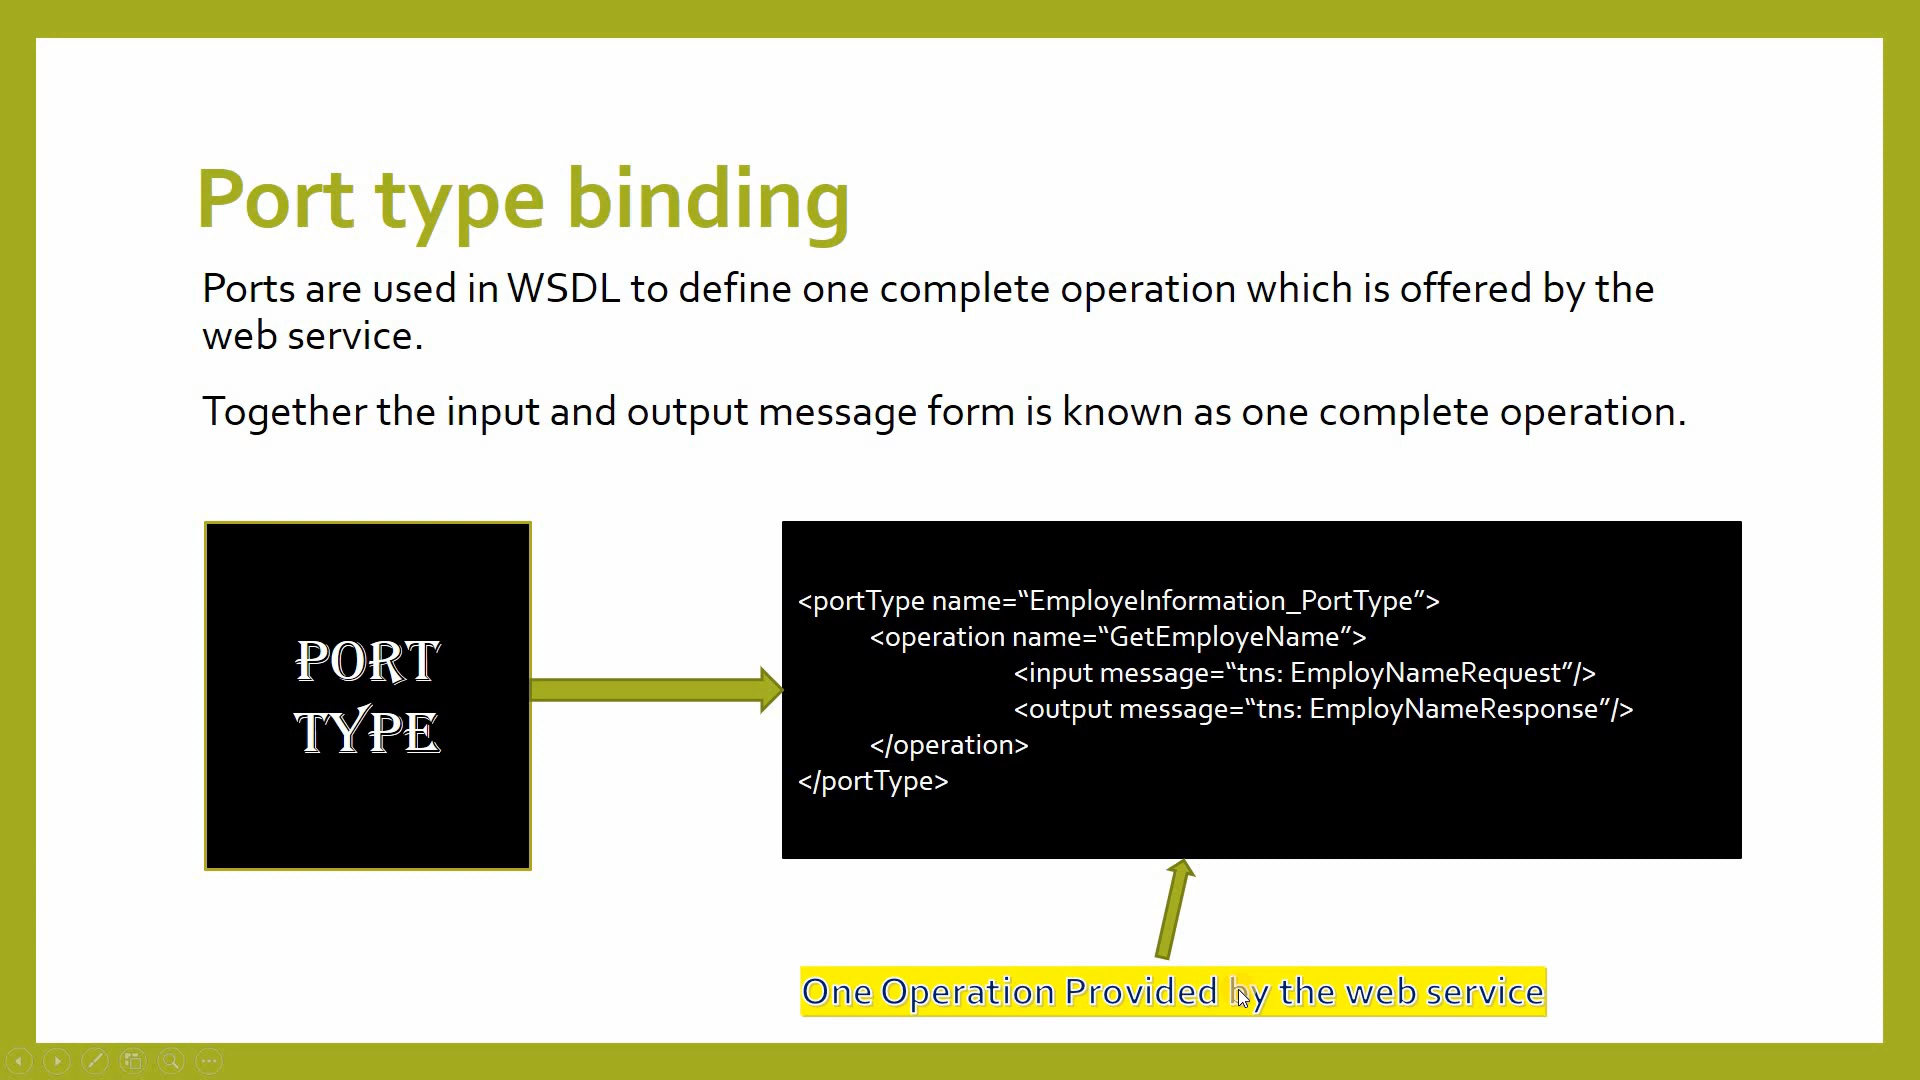 Port type binding
Ports are used in WSDL to define one complete operation which is offered by the
web service.
Together the input and output message form is known as one complete operation.
PORT
TYPE
<portType name=“EmployeInformation_PortType”>
<operation name=“GetEmployeName”>
<input message=“tns: EmployNameRequest”/>
<output message=“tns: EmployNameResponse”/>
</operation>
</portType>
One Operation Provided by the web service